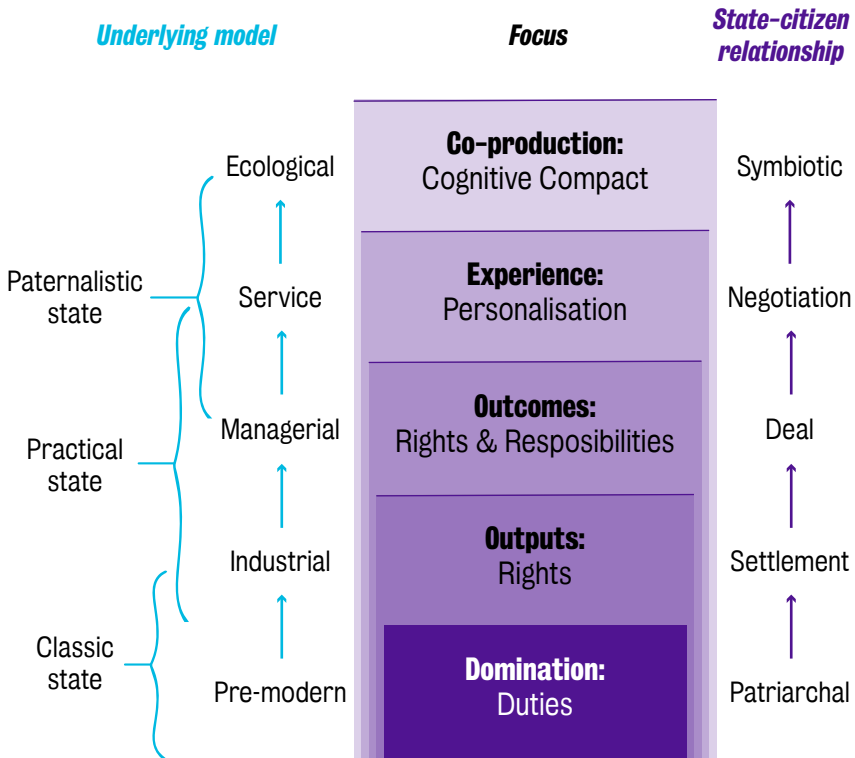 Underlying model
Focus
State-citizen
relationship
Ecological
Co-production:
Cognitive Compact
Symbiotic
Paternalistic
state
Service
Experience:
Personalisation
Negotiation
Managerial
Outcomes:
Rights & Resposibilities
Deal
Practical
state
Industrial
Outputs:
Rights
Settlement
Classic
state
Pre-modern
Domination:
Duties
Patriarchal